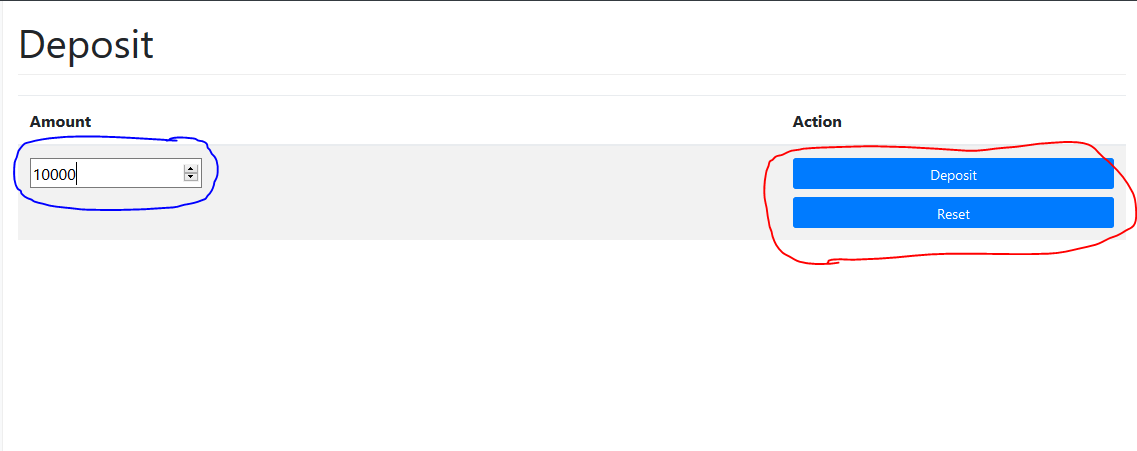 Deposit
Amount Action
10000 Deposit
Reset